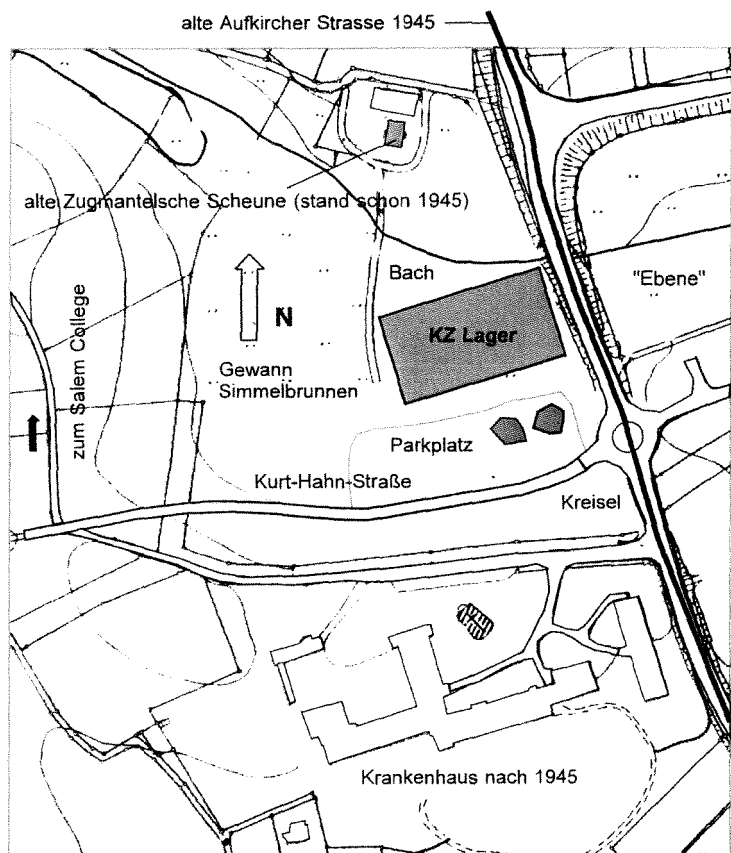 alte Aufkircher Strasse 1945
alte Zugmantelsche Scheune (stand schon 1945)
Bach
"Ebene"
N
KZ Lager
zum Salem College
Gewann
Simmelbrunnen
Parkplatz
Kurt-Hahn-Straße
Kreisel
Krankenhaus nach 1945